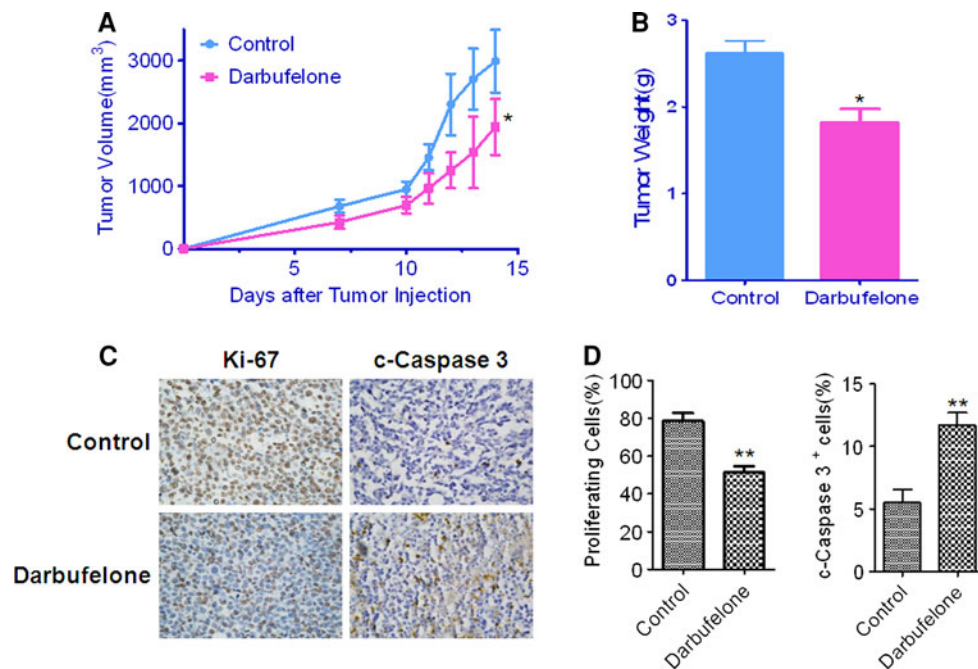 A
Tumor Volume(mm3)
3000
2000
1000
0
Control
Darbufelone
*
5
10
15
Days after Tumor Injection
B
Tumor Weight(g)
3
2
1
0
*
Control
Darbufelone
C
Ki-67
c-Caspase 3
Control
Darbufelone
D
Proliferating Cells(%)
100
80
60
40
20
0
**
Control
Darbufelone
c-Caspase 3 + cells(%)
15
10
5
0
**
Control
Darbufelone